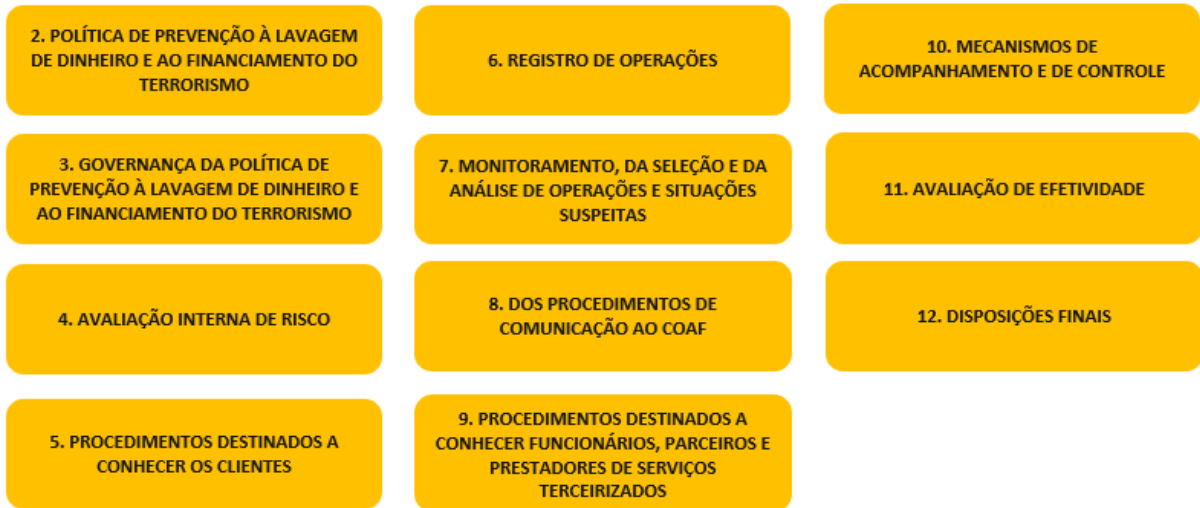 2. POLÍTICA DE PREVENÇÃO À LAVAGEM
DE DINHEIRO E AO FINANCIAMENTO DO
TERRORISMO
3. GOVERNANÇA DA POLÍTICA DE
PREVENÇÃO À LAVAGEM DE DINHEIRO E
AO FINANCIAMENTO DO TERRORISMO
4. AVALIAÇÃO INTERNA DE RISCO
5. PROCEDIMENTOS DESTINADOS A
CONHECER OS CLIENTES
6. REGISTRO DE OPERAÇÕES
7. MONITORAMENTO, DA SELEÇÃO E DA
ANÁLISE DE OPERAÇÕES E SITUAÇÕES
SUSPEITAS
8. DOS PROCEDIMENTOS DE
COMUNICAÇÃO AO COAF
9. PROCEDIMENTOS DESTINADOS A
CONHECER FUNCIONÁRIOS, PARCEIROS E
PRESTADORES DE SERVIÇOS
TERCEIRIZADOS
10. MECANISMOS DE
ACOMPANHAMENTO E DE CONTROLE
11. AVALIAÇÃO DE EFETIVIDADE
12. DISPOSIÇÕES FINAIS